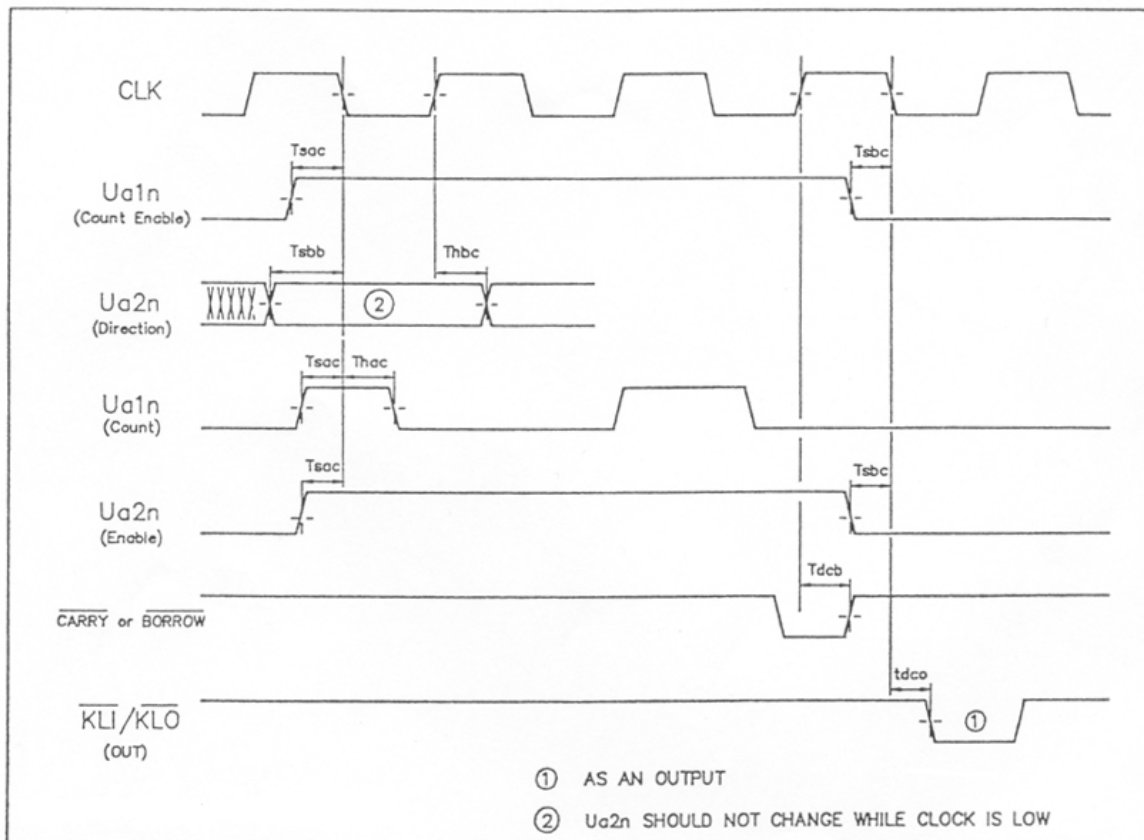 CLK
Tsac
Tsbc
Ua1n
(Count Enable)
Tsbb
Thbc
Ua2n
(Direction)
②
Tsac
Thac
Ua1n
(Count)
Tsac
Tsbc
Ua2n
(Enable)
Tdcb
CARRY or BORROW
tdco
KLI/KLO
(OUT)
①
① AS AN OUTPUT
② Ua2n SHOULD NOT CHANGE WHILE CLOCK IS LOW